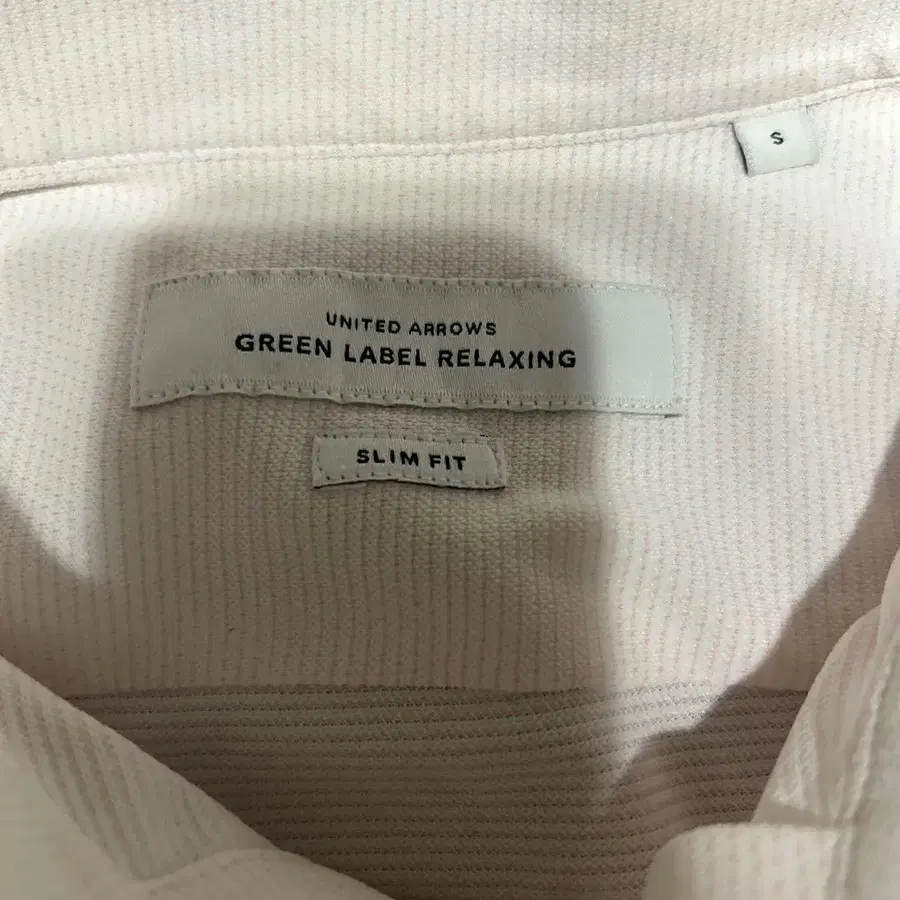 S
UNITED ARROWS
GREEN LABEL RELAXING
SLIM FIT